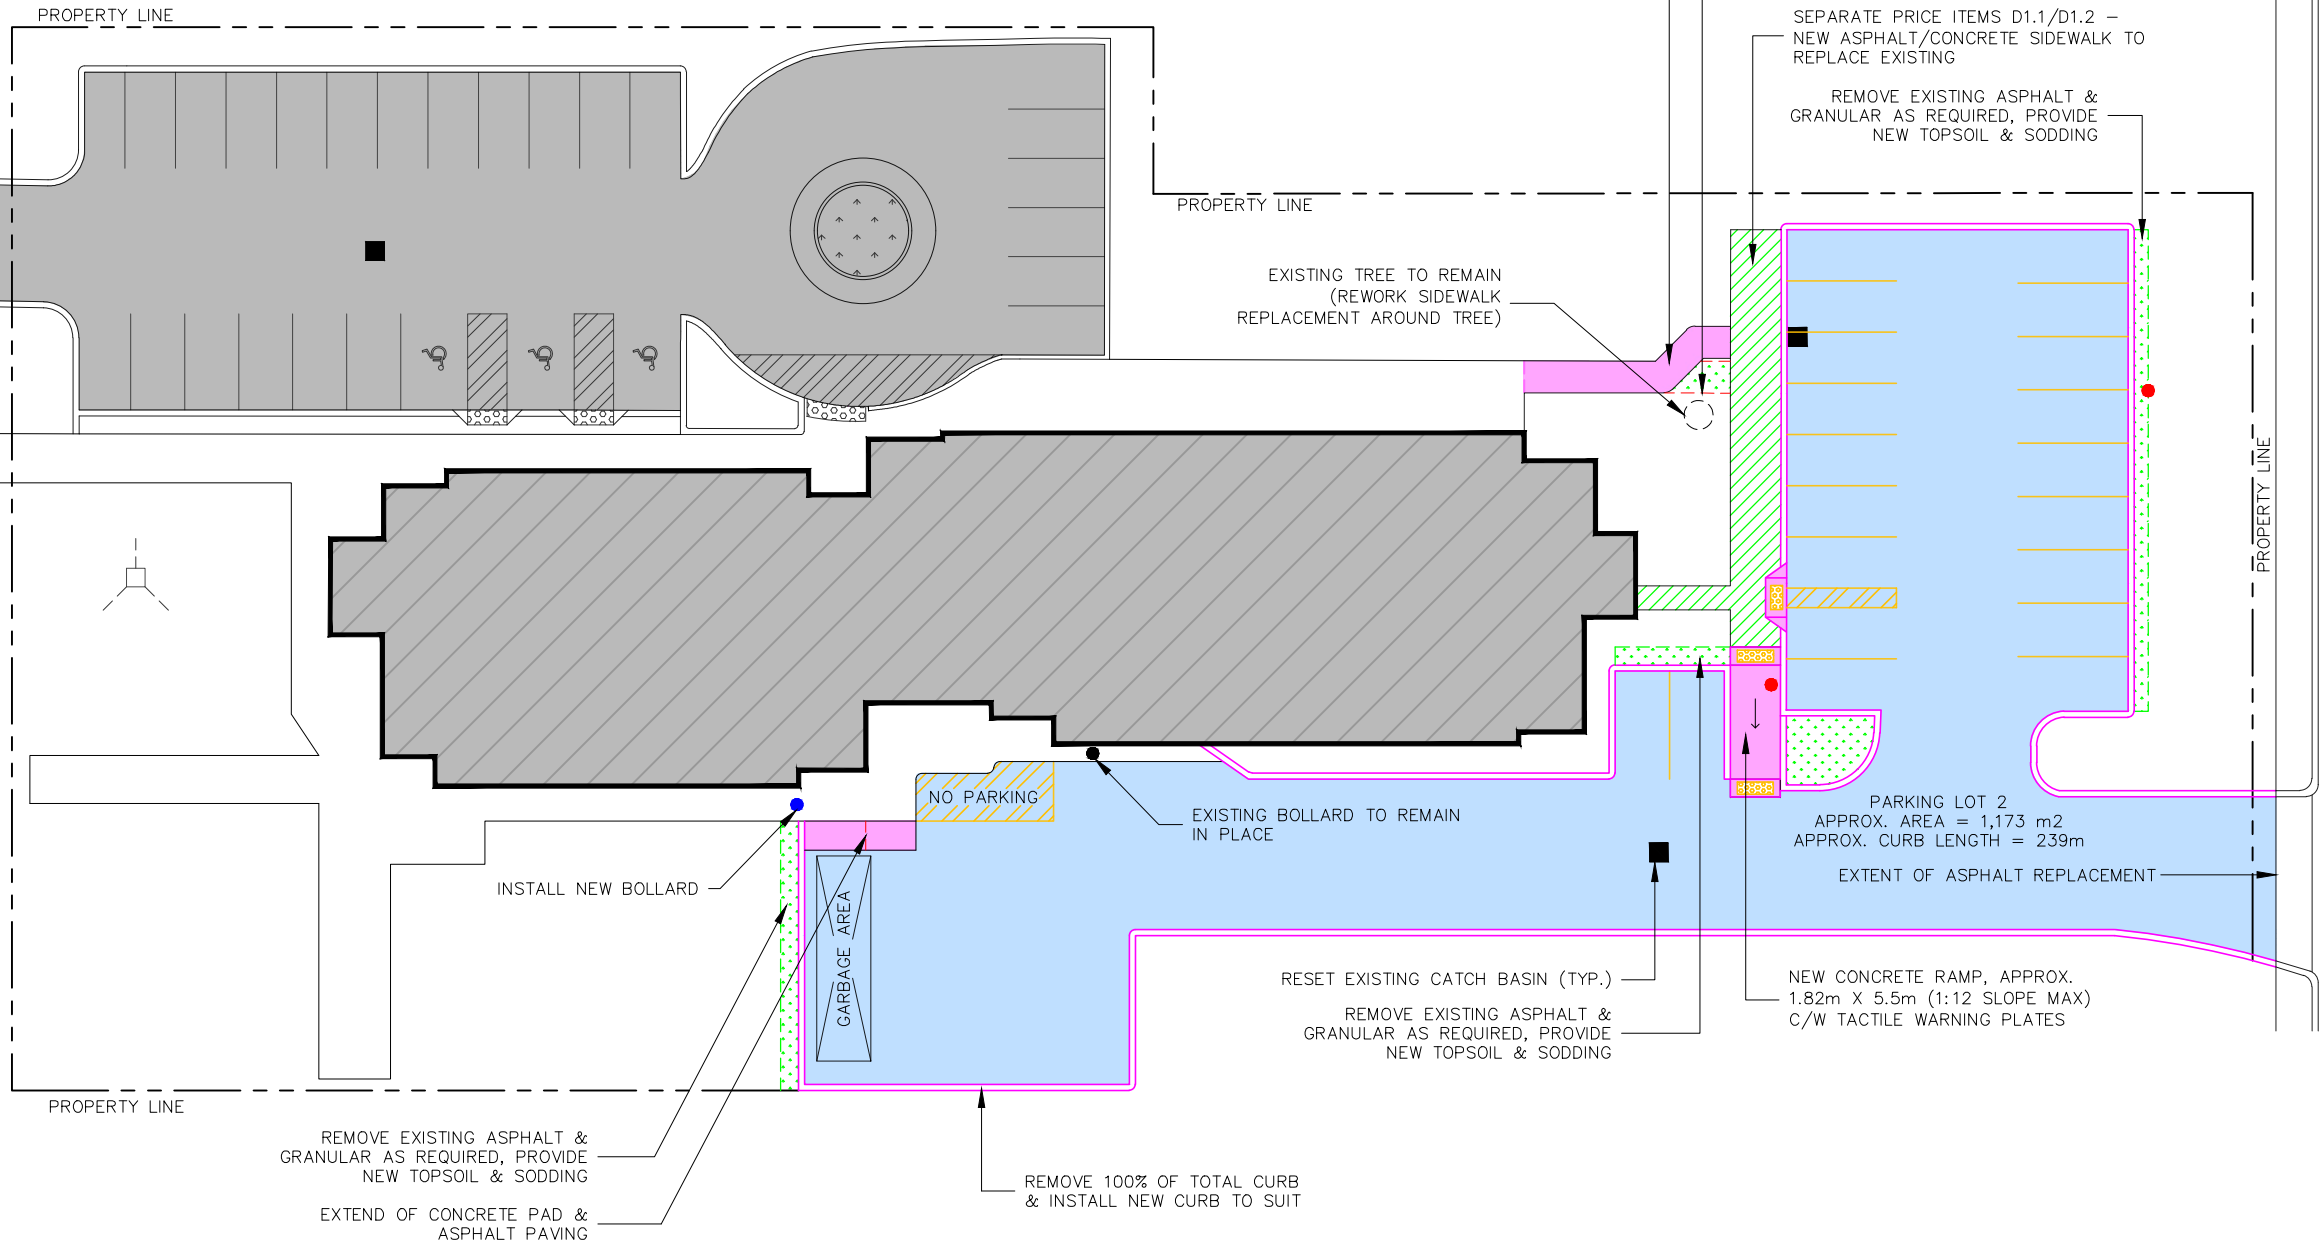 PROPERTY LINE
SEPARATE PRICE ITEMS D1.1/D1.2 –
NEW ASPHALT/CONCRETE SIDEWALK TO
REPLACE EXISTING
REMOVE EXISTING ASPHALT &
GRANULAR AS REQUIRED, PROVIDE
NEW TOPSOIL & SODDING
PROPERTY LINE
EXISTING TREE TO REMAIN
(REWORK SIDEWALK
REPLACEMENT AROUND TREE)
PROPERTY LINE
NO PARKING
EXISTING BOLLARD TO REMAIN
IN PLACE
PARKING LOT 2
APPROX. AREA = 1,173 m2
APPROX. CURB LENGTH = 239m
EXTENT OF ASPHALT REPLACEMENT
INSTALL NEW BOLLARD
GARBAGE AREA
RESET EXISTING CATCH BASIN (TYP.)
REMOVE EXISTING ASPHALT &
GRANULAR AS REQUIRED, PROVIDE
NEW TOPSOIL & SODDING
NEW CONCRETE RAMP, APPROX.
1.82m X 5.5m (1:12 SLOPE MAX)
C/W TACTILE WARNING PLATES
PROPERTY LINE
REMOVE EXISTING ASPHALT &
GRANULAR AS REQUIRED, PROVIDE
NEW TOPSOIL & SODDING
EXTEND OF CONCRETE PAD &
ASPHALT PAVING
REMOVE 100% OF TOTAL CURB
& INSTALL NEW CURB TO SUIT